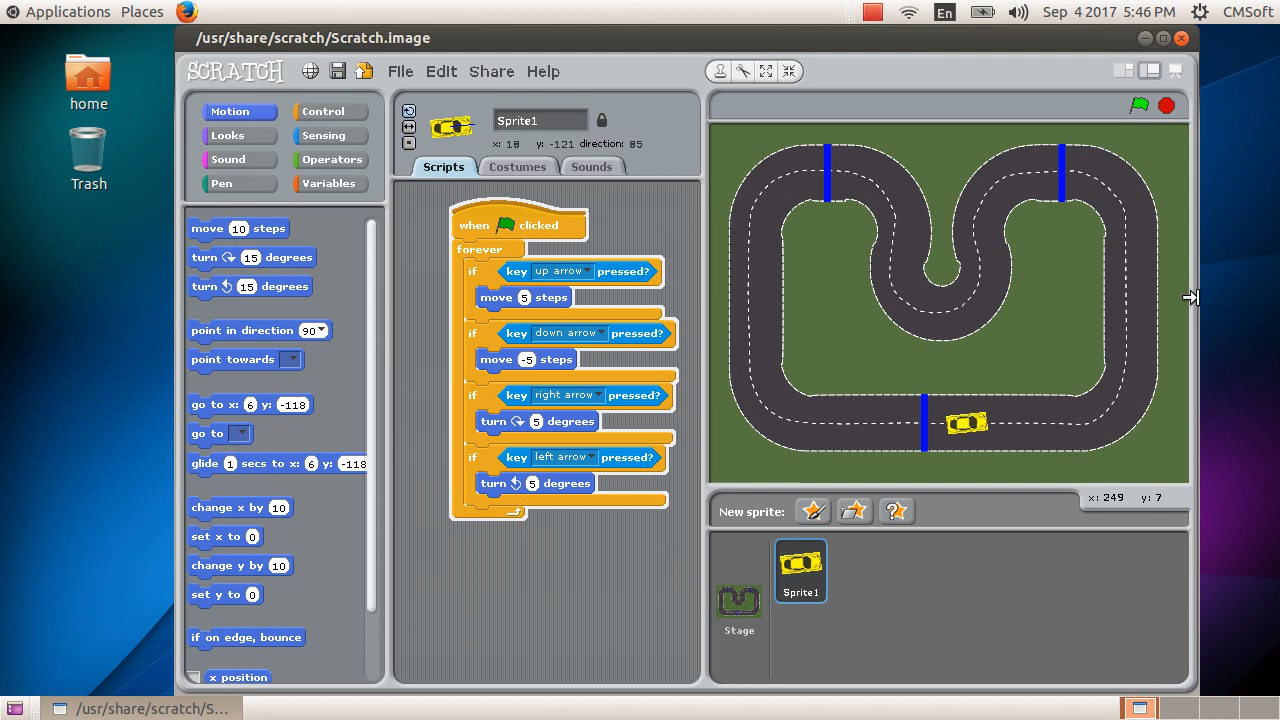 Applications Places
En
Sep 4 2017 5:46 PM
CMSoft
home
Trash
/usr/share/scratch/Scratch.image
SCRATCH
File Edit Share Help
Motion
Control
Looks
Sensing
Sound
Operators
Pen
Variables
move 10 steps
turn 15 degrees
turn 15 degrees
point in direction 90
point towards
go to x: 6 y: -118
go to
glide 1 secs to x: 6 y: -118
change x by 10
set x to 0
change y by 10
set y to 0
if on edge, bounce
x position
Sprite1
x: 18 y: -121 direction: 85
Scripts
Costumes
Sounds
when clicked
forever
if key up arrow pressed?
move 5 steps
if key down arrow pressed?
move -5 steps
if key right arrow pressed?
turn 5 degrees
if key left arrow pressed?
turn 5 degrees
x: 249 y: 7
New sprite:
Sprite1
Stage
/usr/share/scratch/S...